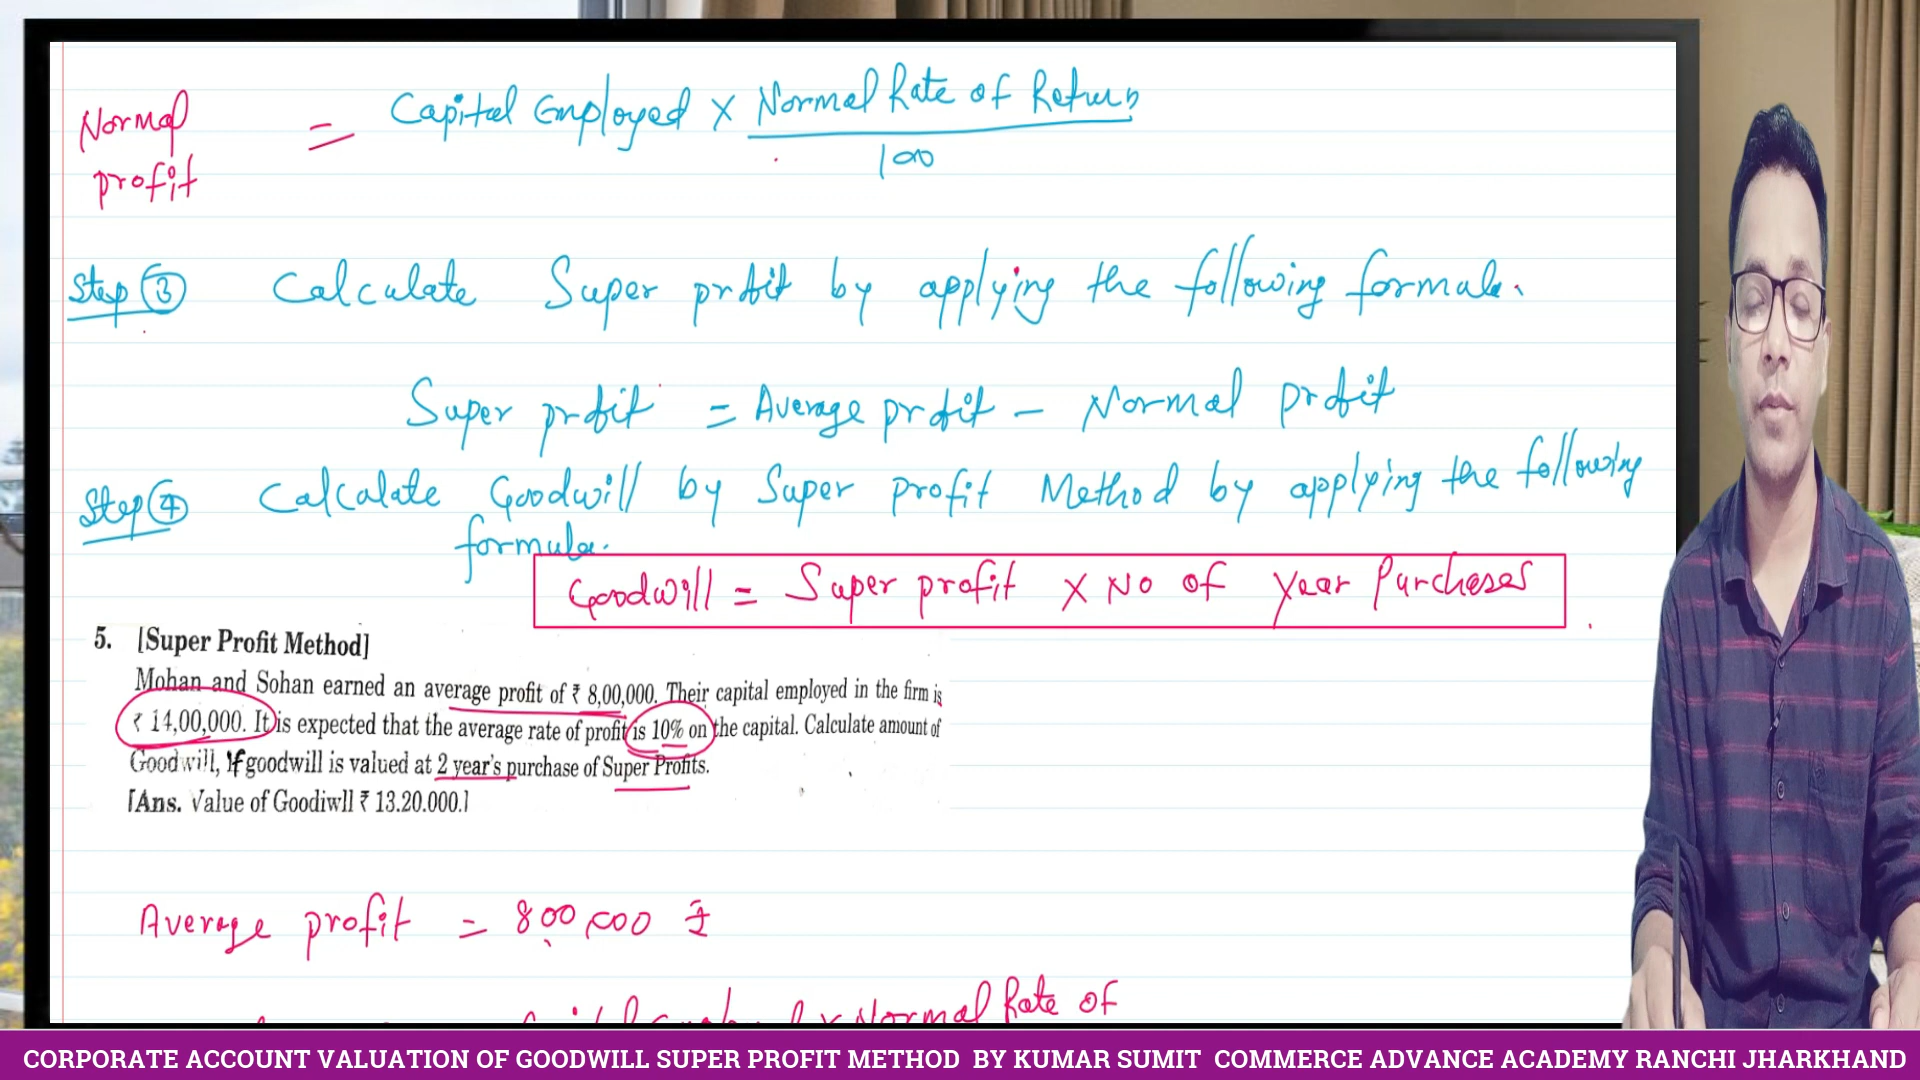 Normal profit = Capital Employed × Normal Rate of Return
100
Step ③ Calculate Super profit by applying the following formula.
Super profit = Average profit – Normal profit
Step ④ Calcalate Goodwill by Super profit Method by applying the following
formula.
Goodwill = Super profit × No of Year Purchases
5. [Super Profit Method]
Mohan and Sohan earned an average profit of ₹ 8,00,000. Their capital employed in the firm is
₹ 14,00,000. It is expected that the average rate of profit is 10% on the capital. Calculate amount of
Goodwill, If goodwill is valued at 2 year's purchase of Super Profits.
[Ans. Value of Goodiwll ₹ 13.20.000.]
Average profit = 800,000 ₹
Normal Rate of
CORPORATE ACCOUNT VALUATION OF GOODWILL SUPER PROFIT METHOD BY KUMAR SUMIT COMMERCE ADVANCE ACADEMY RANCHI JHARKHAND